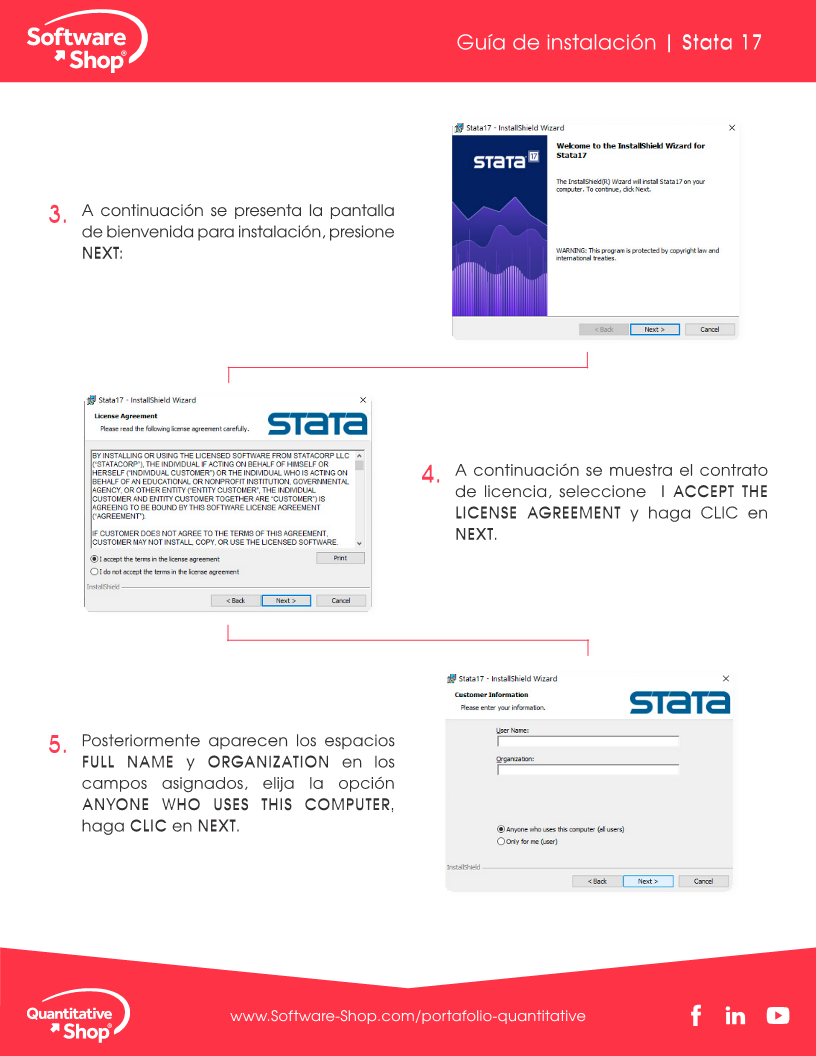 Software
Shop®
Guía de instalación | Stata 17
3. A continuación se presenta la pantalla
de bienvenida para instalación, presione
NEXT:
Stata17 - InstallShield Wizard
STATA 17
Welcome to the InstallShield Wizard for
Stata17
The InstallShield(R) Wizard will install Stata17 on your
computer. To continue, click Next.
WARNING: This program is protected by copyright law and
international treaties.
< Back
Next >
Cancel
Stata17 - InstallShield Wizard
License Agreement
Please read the following license agreement carefully.
STATA
BY INSTALLING OR USING THE LICENSED SOFTWARE FROM STATACORP LLC
("STATACORP"), THE INDIVIDUAL IF ACTING ON BEHALF OF HIMSELF OR
HERSELF ("INDIVIDUAL CUSTOMER") OR THE INDIVIDUAL WHO IS ACTING ON
BEHALF OF AN EDUCATIONAL OR NONPROFIT INSTITUTION, GOVERNMENTAL
AGENCY, OR OTHER ENTITY ("ENTITY CUSTOMER", THE INDIVIDUAL
CUSTOMER AND ENTITY CUSTOMER TOGETHER ARE "CUSTOMER") IS
AGREEING TO BE BOUND BY THIS SOFTWARE LICENSE AGREEMENT
("AGREEMENT").
IF CUSTOMER DOES NOT AGREE TO THE TERMS OF THIS AGREEMENT,
CUSTOMER MAY NOT INSTALL, COPY, OR USE THE LICENSED SOFTWARE.
I accept the terms in the license agreement
Print
I do not accept the terms in the license agreement
InstallShield
< Back
Next >
Cancel
4. A continuación se muestra el contrato
de licencia, seleccione I ACCEPT THE
LICENSE AGREEMENT y haga CLIC en
NEXT.
5. Posteriormente aparecen los espacios
FULL NAME y ORGANIZATION en los
campos asignados, elija la opción
ANYONE WHO USES THIS COMPUTER,
haga CLIC en NEXT.
Stata17 - InstallShield Wizard
Customer Information
Please enter your information.
STATA
User Name:
Organization:
Anyone who uses this computer (all users)
Only for me (user)
InstallShield
< Back
Next >
Cancel
Quantitative
Shop®
www.Software-Shop.com/portafolio-quantitative
f
in